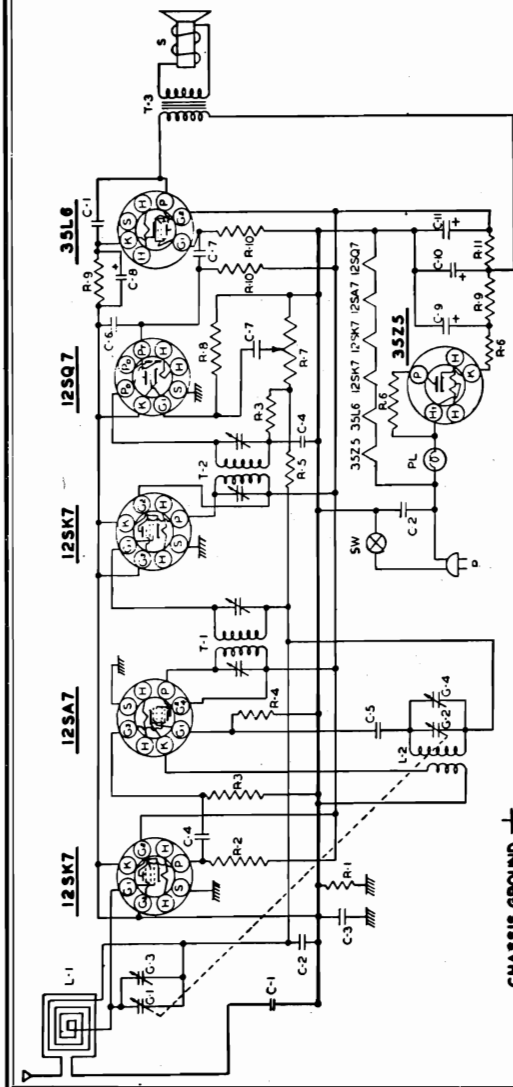 12SK7
12SA7
12SK7
12SQ7
35L6
L-1
G-1
G-3
C-1
C-2
C-3
R-1
R-2
C-4
R-3
R-4
C-5
L-2
G-2
G-4
T-1
T-2
R-5
R-3
C-4
R-7
C-7
R-8
C-6
R-9
C-8
C-1
C-7
R-10
R-10
T-3
S
35Z5 35L6 12SK7 12SK7 12SA7 12SQ7
SW
C-2
P
PL
R-6
35Z5
C-9
C-10
C-11
R-6
R-9
R-11
CHASSIS GROUND